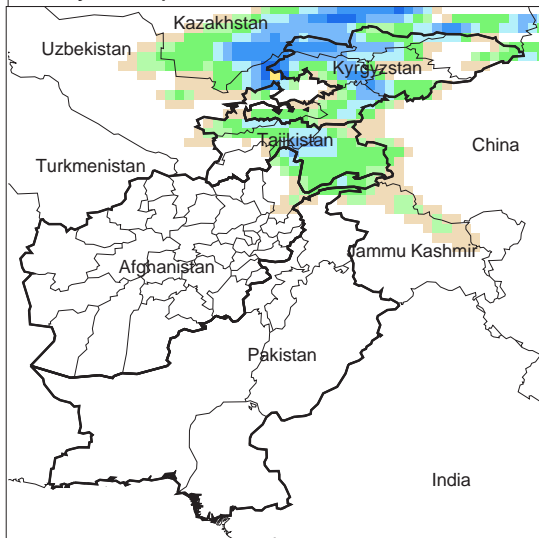 Kazakhstan
Uzbekistan
Kyrgyzstan
Tajikistan
China
Turkmenistan
Jammu Kashmir
Afghanistan
Pakistan
India